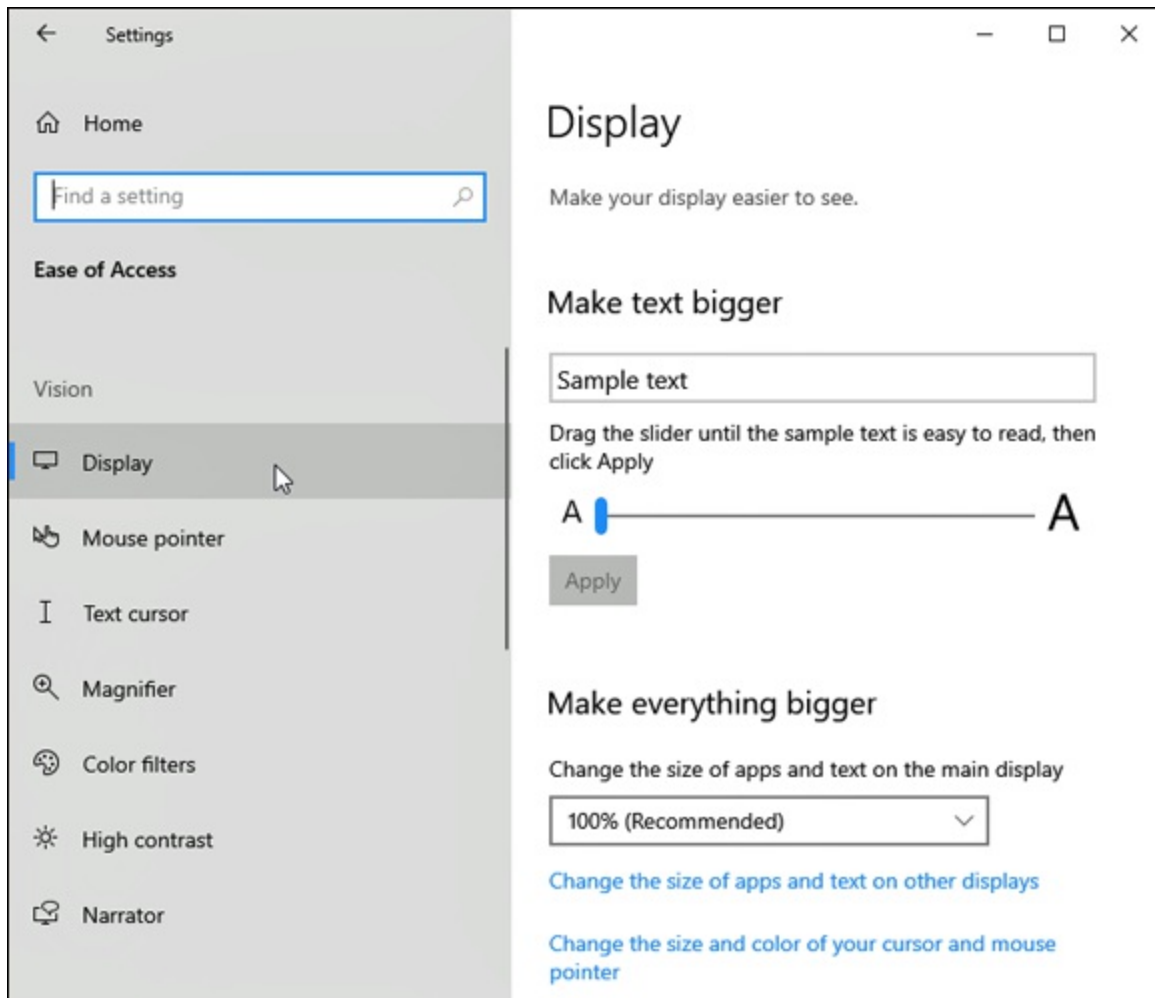 Settings
Home
Find a setting
Ease of Access
Vision
Display
Mouse pointer
Text cursor
Magnifier
Color filters
High contrast
Narrator
Display
Make your display easier to see.
Make text bigger
Sample text
Drag the slider until the sample text is easy to read, then
click Apply
A A
Apply
Make everything bigger
Change the size of apps and text on the main display
100% (Recommended)
Change the size of apps and text on other displays
Change the size and color of your cursor and mouse
pointer